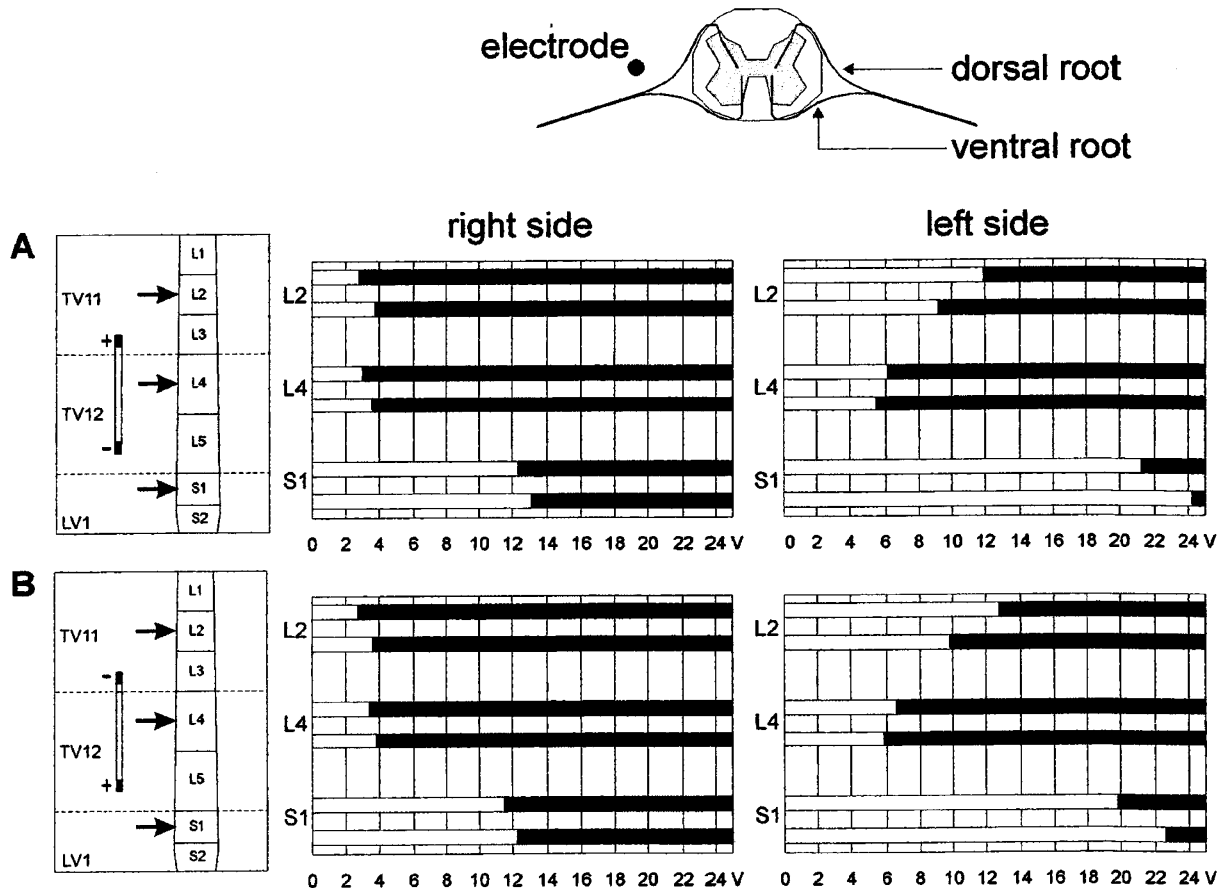 electrode
dorsal root
ventral root
right side
left side
A
L1
TV11
L2
L3
+
L4
TV12
L5
-
S1
LV1
S2
L2
L4
S1
0 2 4 6 8 10 12 14 16 18 20 22 24 V
L2
L4
S1
0 2 4 6 8 10 12 14 16 18 20 22 24 V
B
L1
TV11
L2
L3
-
L4
TV12
L5
+
S1
LV1
S2
L2
L4
S1
0 2 4 6 8 10 12 14 16 18 20 22 24 V
L2
L4
S1
0 2 4 6 8 10 12 14 16 18 20 22 24 V